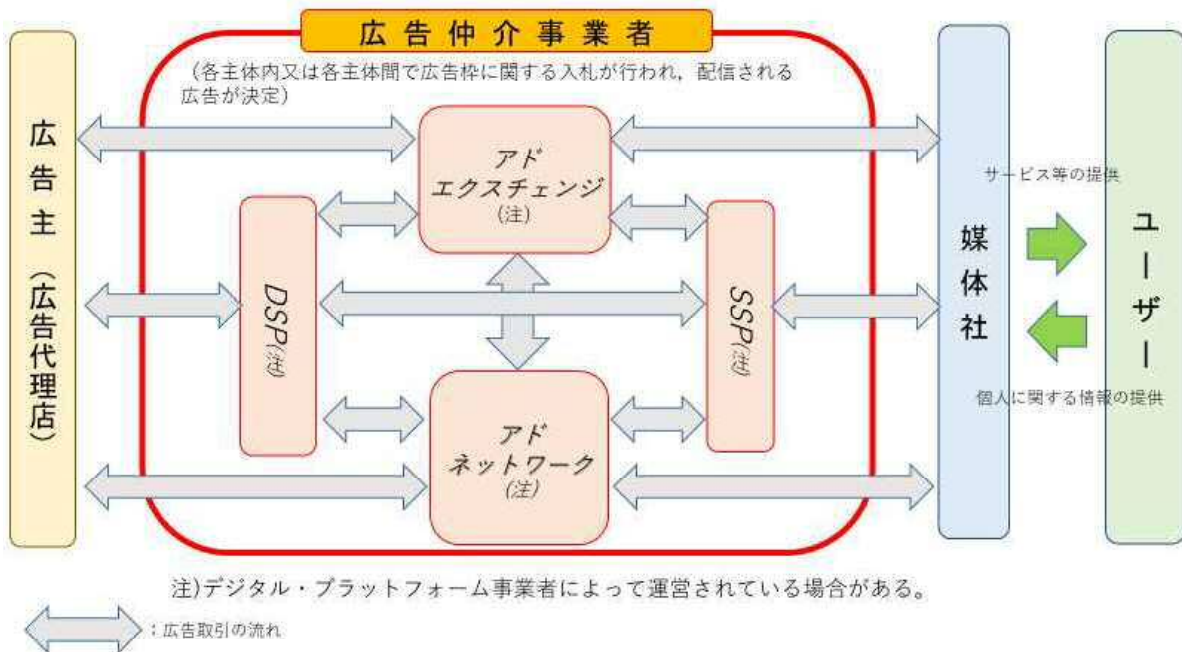 広告仲介事業者
（各主体内又は各主体間で広告枠に関する入札が行われ，配信される
広告が決定）
広告主（広告代理店）
アド
エクスチェンジ
(注)
DSP(注)
SSP(注)
アド
ネットワーク
(注)
媒体社
サービス等の提供
個人に関する情報の提供
ユーザー
注)デジタル・プラットフォーム事業者によって運営されている場合がある。
：広告取引の流れ